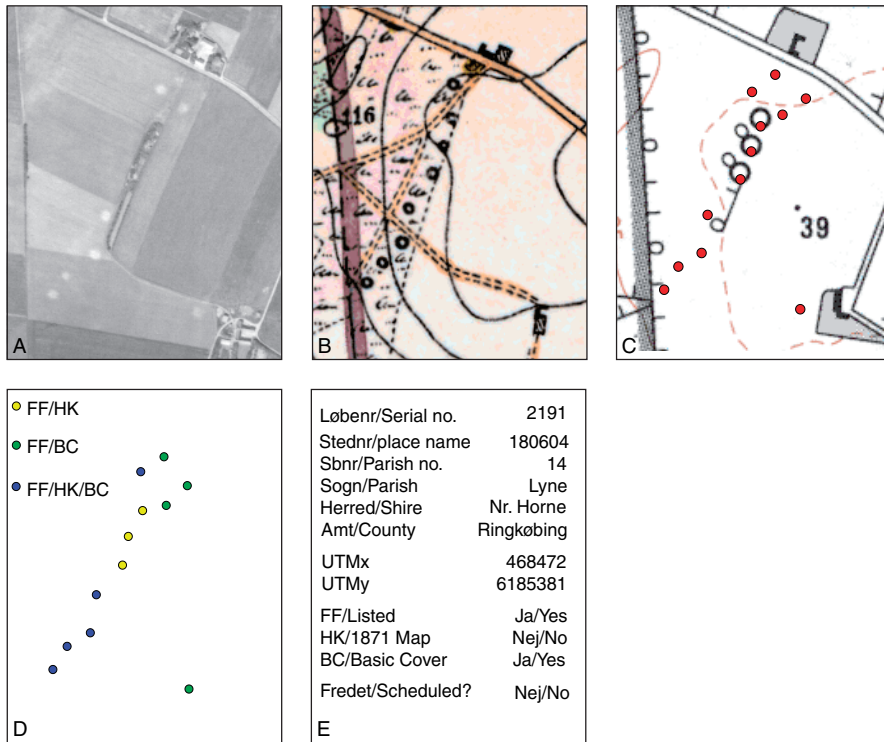 A
116
B
39
C
FF/HK
FF/BC
FF/HK/BC
D
Løbenr/Serial no. 2191
Stednr/place name 180604
Sbnr/Parish no. 14
Sogn/Parish Lyne
Herred/Shire Nr. Horne
Amt/County Ringkøbing
UTMx 468472
UTMy 6185381
FF/Listed Ja/Yes
HK/1871 Map Nej/No
BC/Basic Cover Ja/Yes
Fredet/Scheduled? Nej/No
E